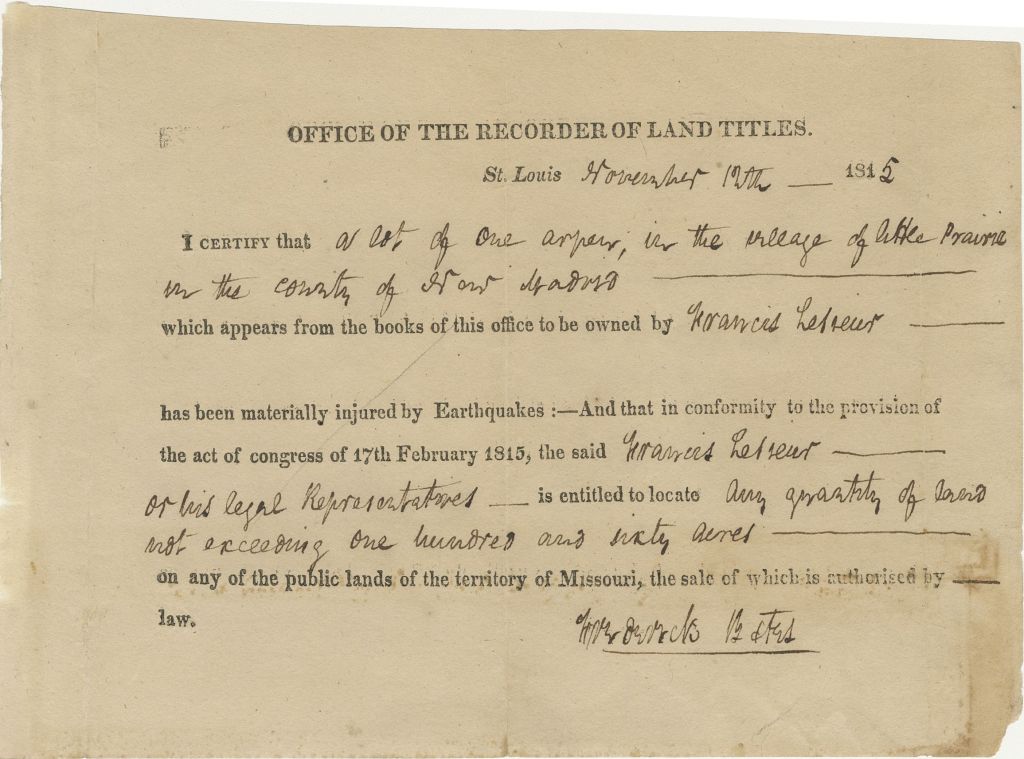 OFFICE OF THE RECORDER OF LAND TITLES.
St. Louis November 12th — 1815
I CERTIFY that a lot of one arpen, in the village of little Prairie
in the county of New Madrid
which appears from the books of this office to be owned by Francis Lesieur —
has been materially injured by Earthquakes :—And that in conformity to the provision of
the act of congress of 17th February 1815, the said Francis Lesieur —
or his legal Representatives — is entitled to locate any quantity of land
not exceeding one hundred and sixty acres —
on any of the public lands of the territory of Missouri, the sale of which is authorised by —
law.
Frederick Bates